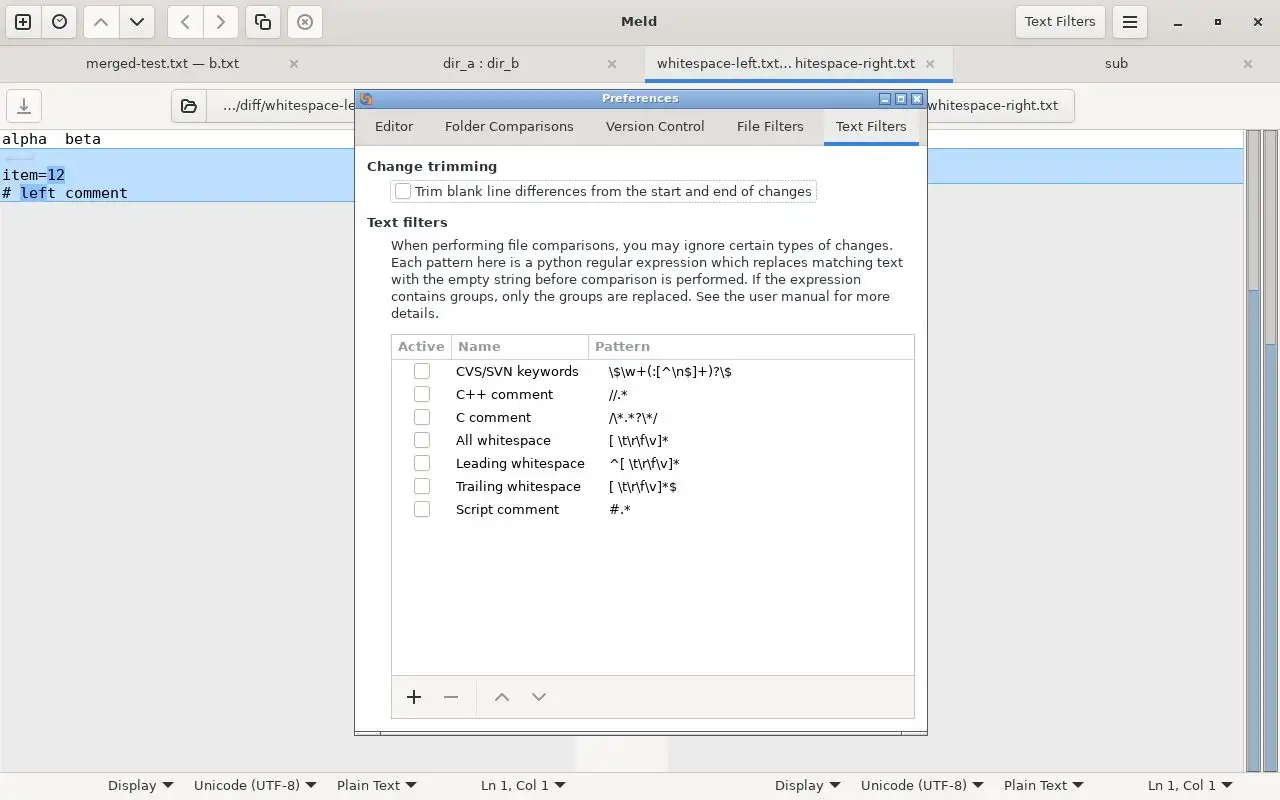 Meld
Text Filters
merged-test.txt — b.txt
dir_a : dir_b
whitespace-left.txt… hitespace-right.txt
sub
…/diff/whitespace-le
whitespace-right.txt
alpha  beta
item=12
# left comment
Preferences
Editor
Folder Comparisons
Version Control
File Filters
Text Filters
Change trimming
Trim blank line differences from the start and end of changes
Text filters
When performing file comparisons, you may ignore certain types of changes.
Each pattern here is a python regular expression which replaces matching text
with the empty string before comparison is performed. If the expression
contains groups, only the groups are replaced. See the user manual for more
details.
Active Name Pattern
CVS/SVN keywords \$\w+(:[^\n$]+)?\$
C++ comment //.*
C comment /\*.*?\*/
All whitespace [ \t\r\f\v]*
Leading whitespace ^[ \t\r\f\v]*
Trailing whitespace [ \t\r\f\v]*$
Script comment #.*
Display Unicode (UTF-8) Plain Text Ln 1, Col 1
Display Unicode (UTF-8) Plain Text Ln 1, Col 1